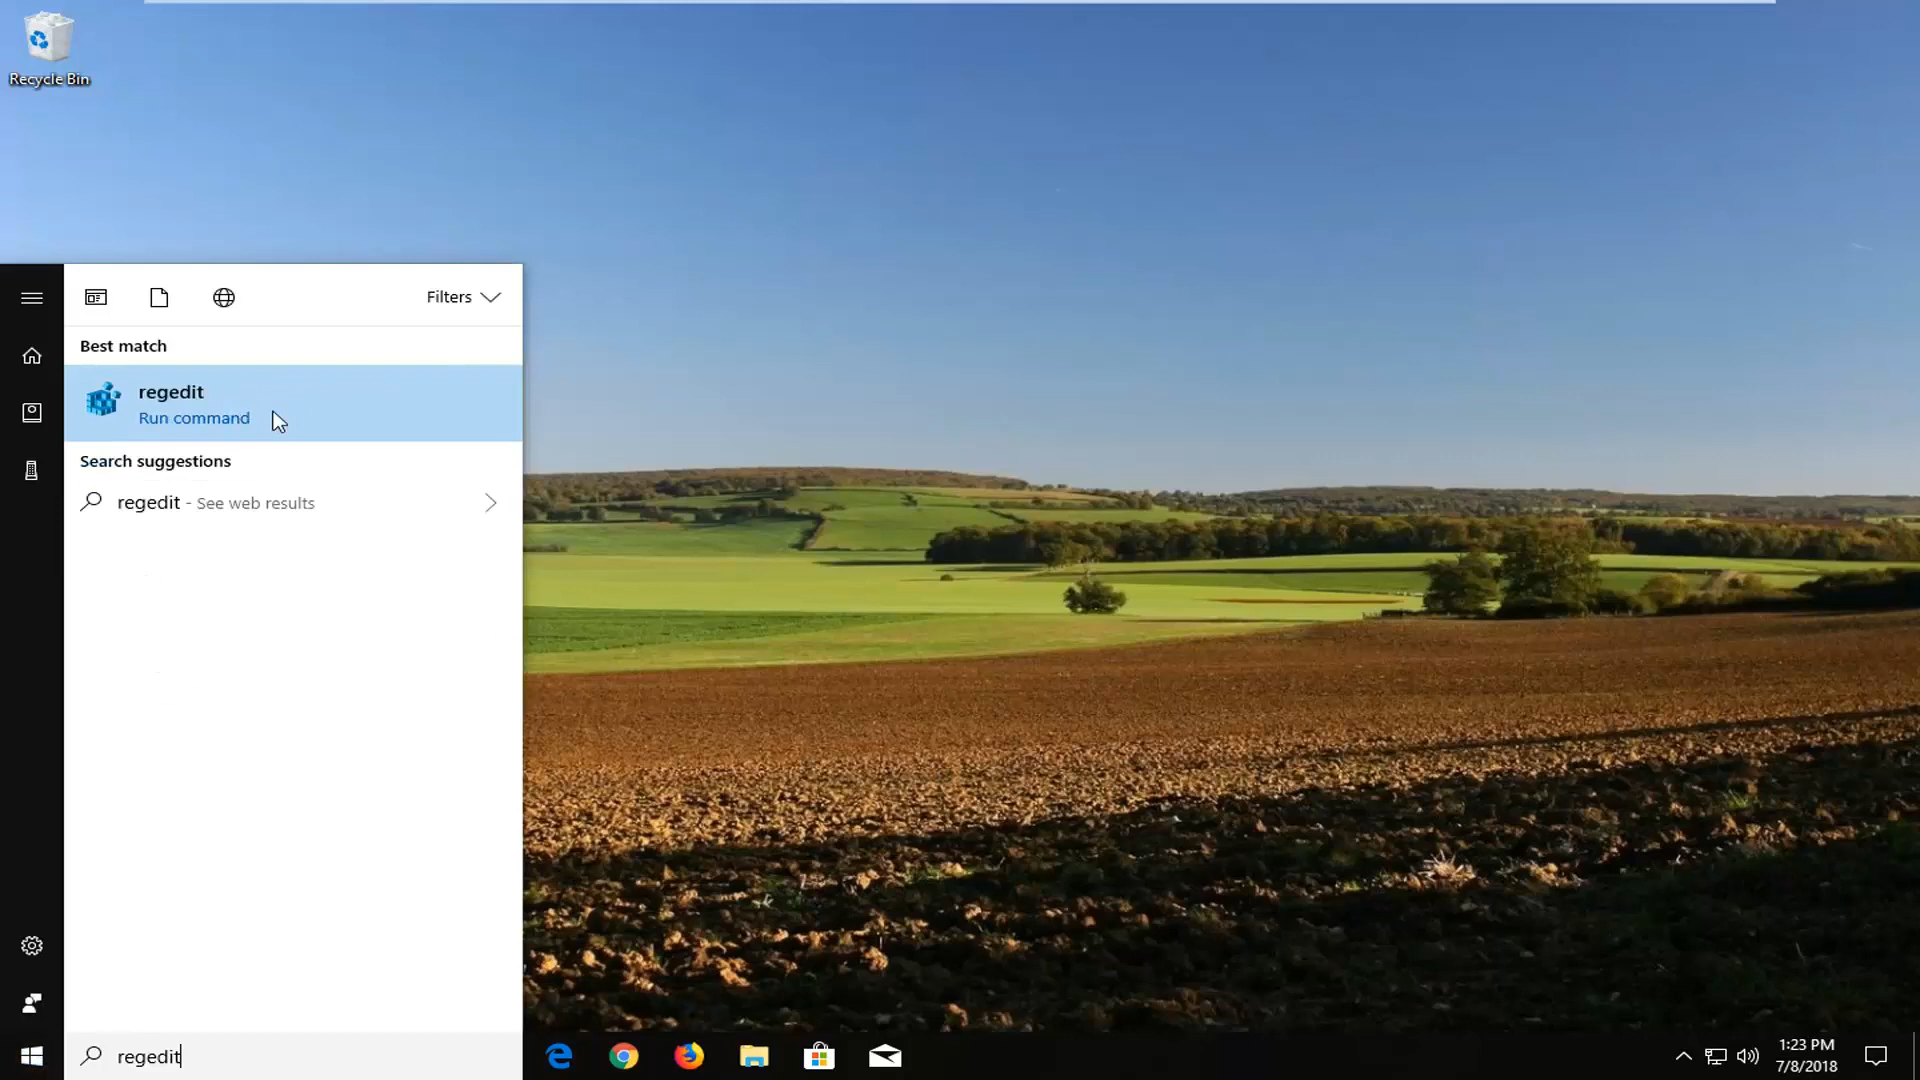 Recycle Bin
Filters
Best match
regedit
Run command
Search suggestions
regedit - See web results
regedit
1:23 PM
7/8/2018